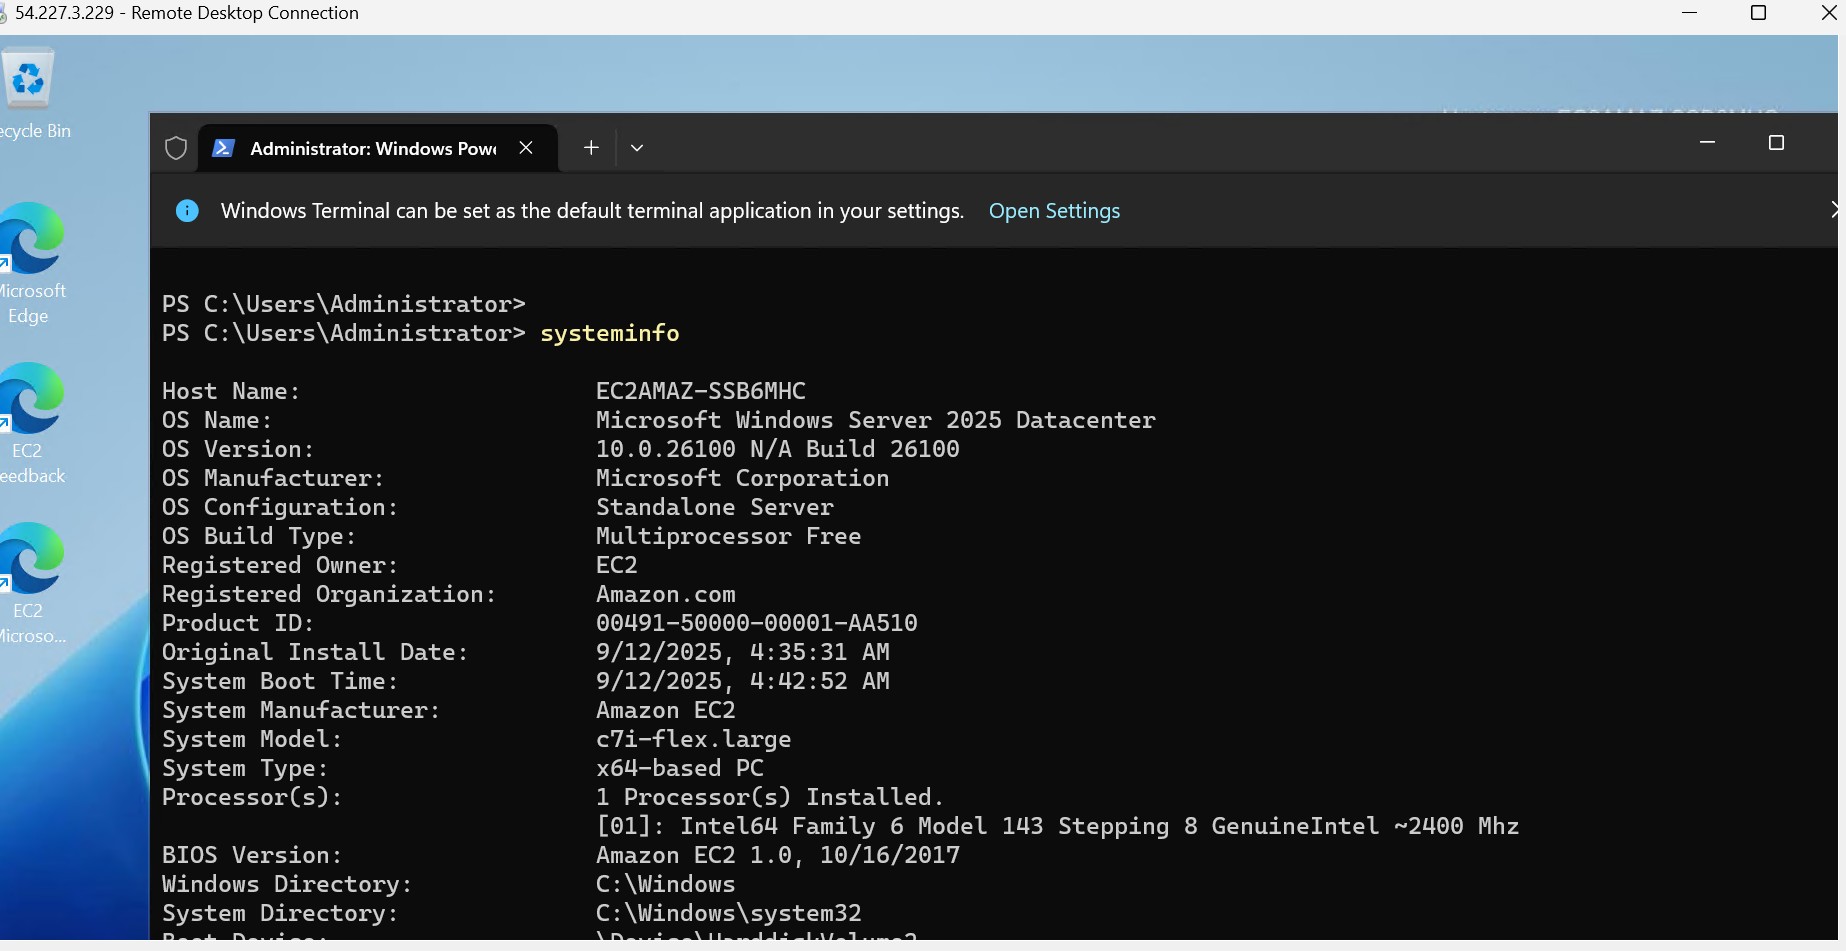 54.227.3.229 - Remote Desktop Connection
ecycle Bin
Microsoft
Edge
EC2
eedback
EC2
Microso...
Administrator: Windows Powe
Windows Terminal can be set as the default terminal application in your settings. Open Settings
PS C:\Users\Administrator>
PS C:\Users\Administrator> systeminfo
Host Name: EC2AMAZ-SSB6MHC
OS Name: Microsoft Windows Server 2025 Datacenter
OS Version: 10.0.26100 N/A Build 26100
OS Manufacturer: Microsoft Corporation
OS Configuration: Standalone Server
OS Build Type: Multiprocessor Free
Registered Owner: EC2
Registered Organization: Amazon.com
Product ID: 00491-50000-00001-AA510
Original Install Date: 9/12/2025, 4:35:31 AM
System Boot Time: 9/12/2025, 4:42:52 AM
System Manufacturer: Amazon EC2
System Model: c7i-flex.large
System Type: x64-based PC
Processor(s): 1 Processor(s) Installed.
[01]: Intel64 Family 6 Model 143 Stepping 8 GenuineIntel ~2400 Mhz
BIOS Version: Amazon EC2 1.0, 10/16/2017
Windows Directory: C:\Windows
System Directory: C:\Windows\system32
Boot Device: \Device\HarddiskVolume